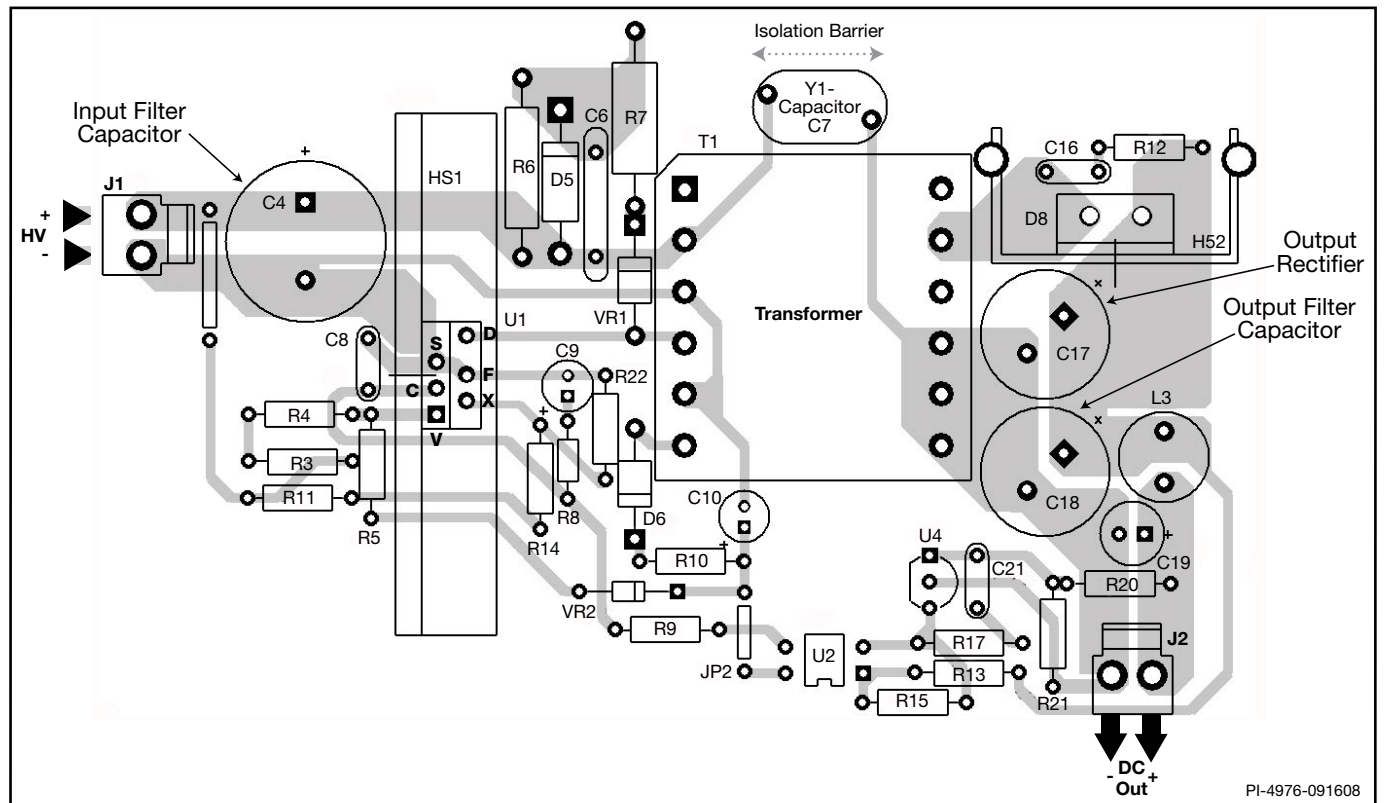 Isolation Barrier
Input Filter
Capacitor
+
J1
+
HV
-
C4
HS1
R6
D5
C6
R7
Y1-
Capacitor
C7
T1
C16
R12
D8
H52
Output
Rectifier
Output Filter
Capacitor
Transformer
VR1
U1
D
S
F
C
X
V
C8
C9
R22
x
C17
x
C18
L3
R4
R3
R11
R5
+
R14
R8
D6
C10
+
R10
VR2
R9
JP2
U2
U4
C21
R17
R13
R15
R21
R20
+
C19
J2
- DC +
Out
PI-4976-091608